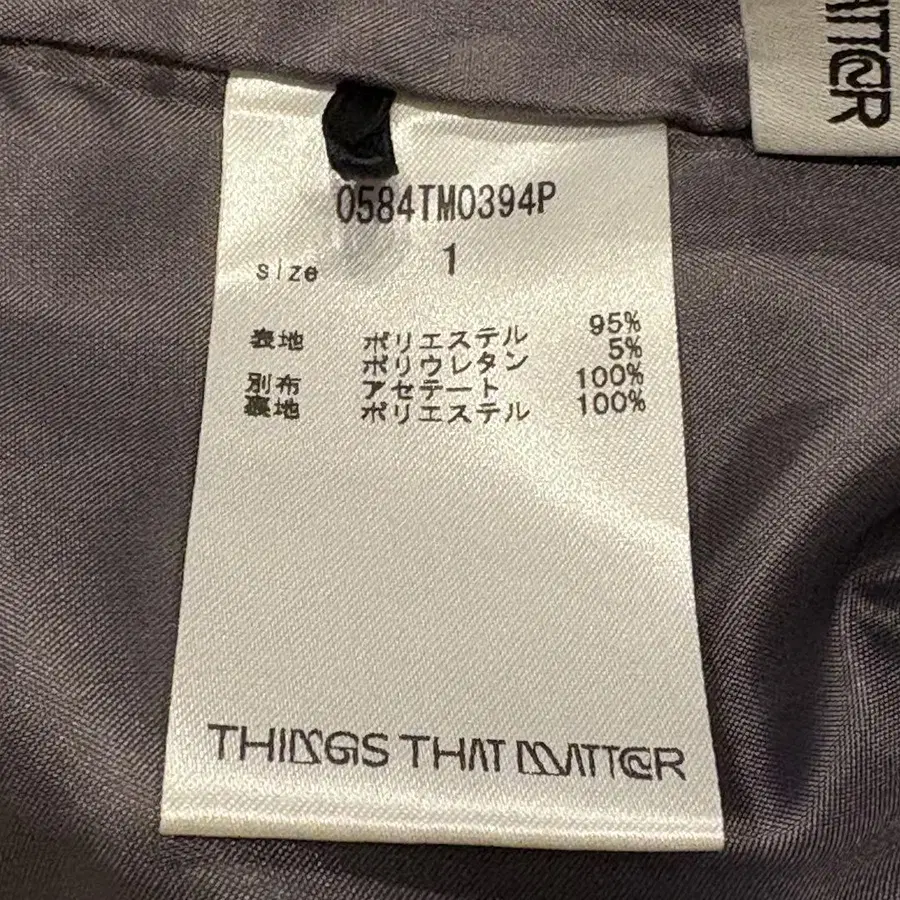 ATTER
0584TM0394P
size 1
表地 ポリエステル 95%
ポリウレタン 5%
別布 アセテート 100%
裏地 ポリエステル 100%
THINGS THAT MATTER